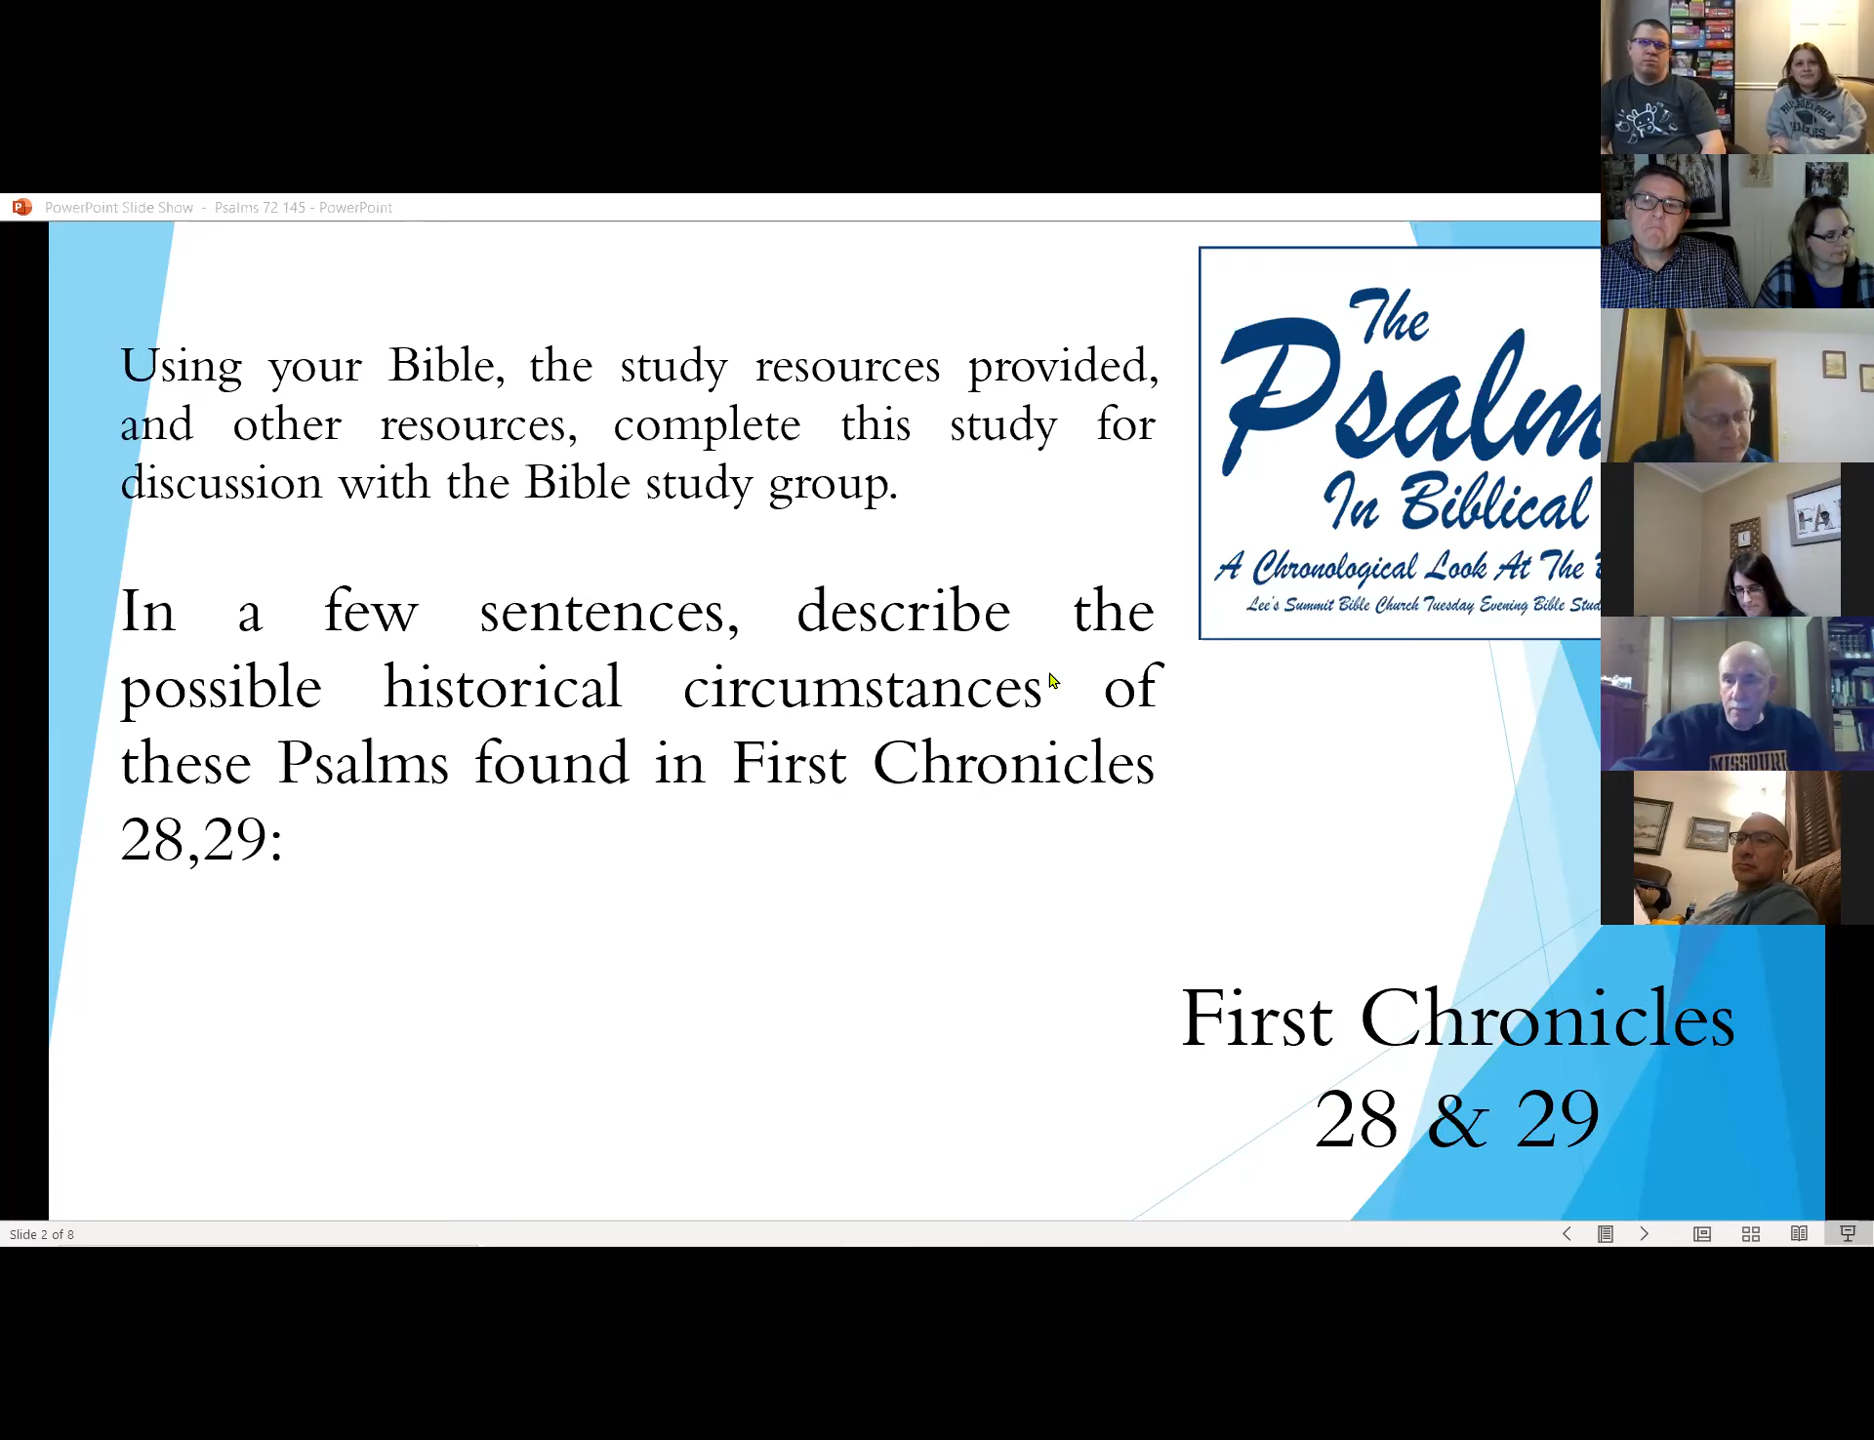 PowerPoint Slide Show - Psalms 72 145 - PowerPoint
Using your Bible, the study resources provided,
and other resources, complete this study for
discussion with the Bible study group.
In a few sentences, describe the
possible historical circumstances of
these Psalms found in First Chronicles
28,29:
The
Psalm
In Biblical
A Chronological Look At The
Lee's Summit Bible Church Tuesday Evening Bible Stud
First Chronicles
28 & 29
PHILADELPHIA
MISSOURI
Slide 2 of 8